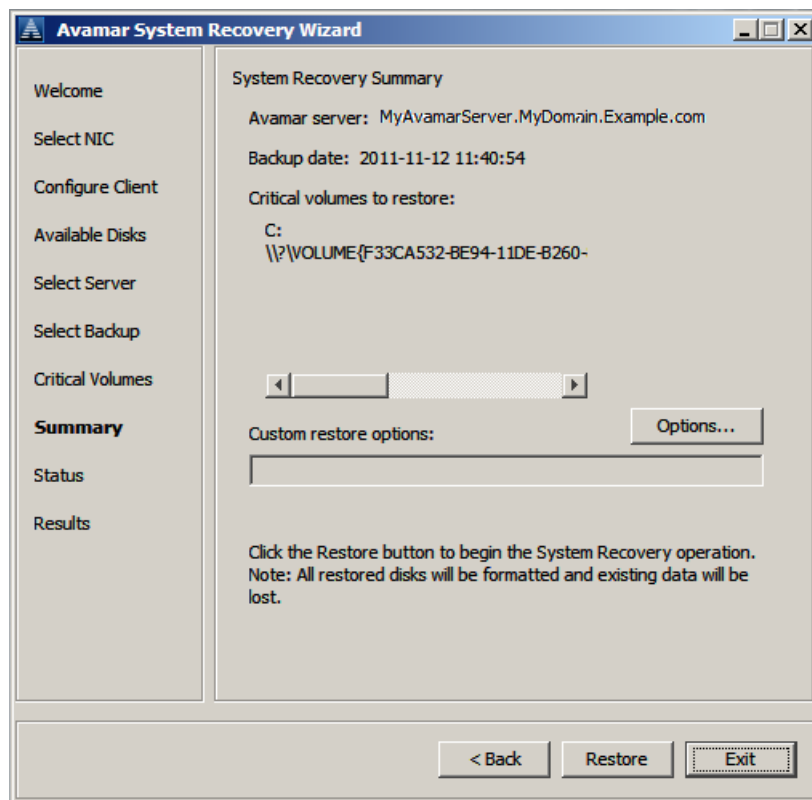 Avamar System Recovery Wizard
Welcome
Select NIC
Configure Client
Available Disks
Select Server
Select Backup
Critical Volumes
Summary
Status
Results
System Recovery Summary
Avamar server: MyAvamarServer.MyDomain.Example.com
Backup date: 2011-11-12 11:40:54
Critical volumes to restore:
C:
\\?\VOLUME{F33CA532-BE94-11DE-B260-
Options...
Custom restore options:
Click the Restore button to begin the System Recovery operation.
Note: All restored disks will be formatted and existing data will be
lost.
< Back
Restore
Exit